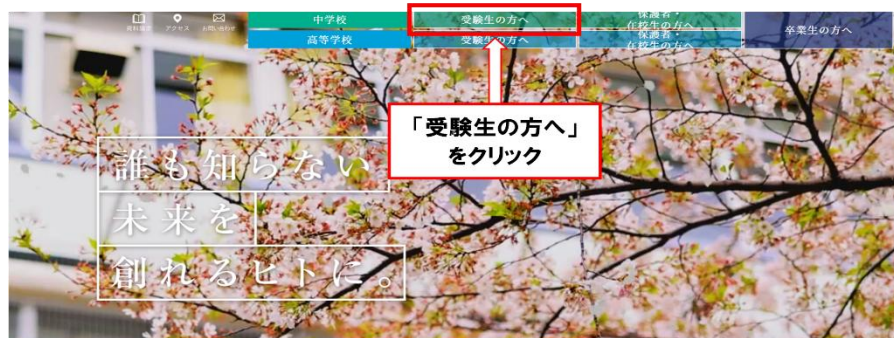 資料請求 アクセス お問い合わせ
中学校
受験生の方へ
保護者・
在校生の方へ
卒業生の方へ
高等学校
受験生の方へ
保護者・
在校生の方へ
「受験生の方へ」
をクリック
誰も知らない
未来を
創れるヒトに。